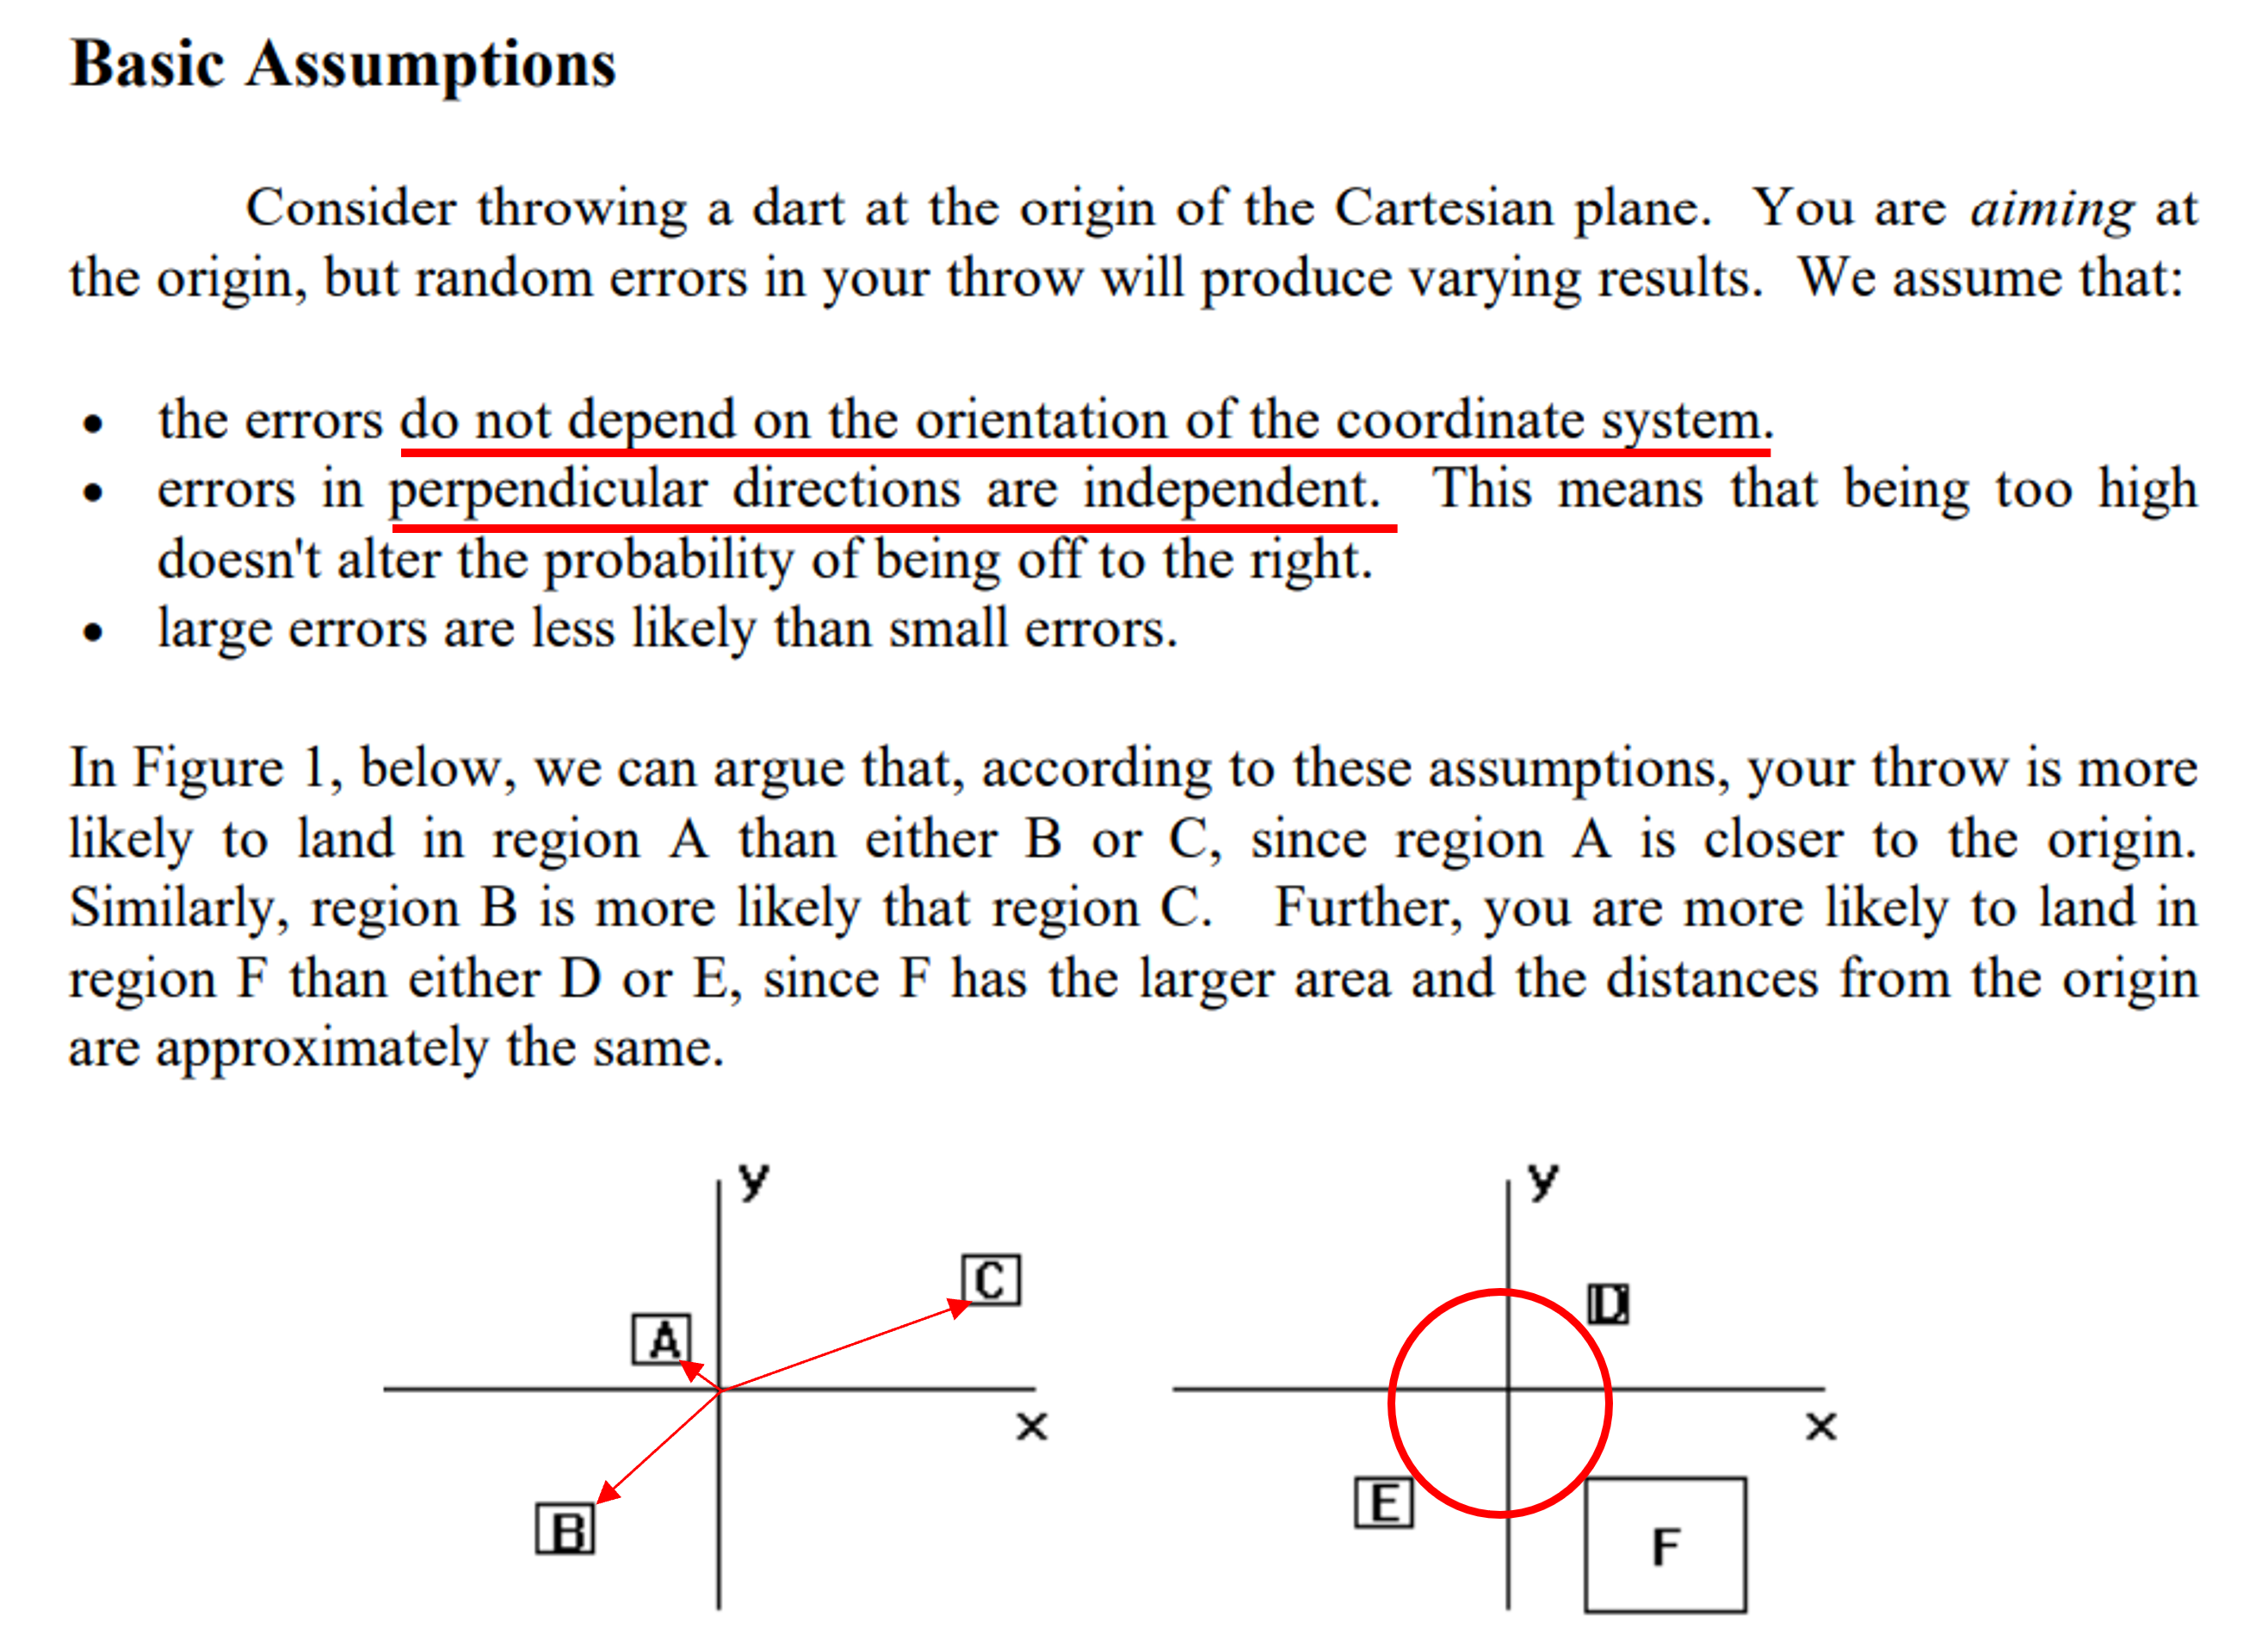 Basic Assumptions
Consider throwing a dart at the origin of the Cartesian plane. You are aiming at
the origin, but random errors in your throw will produce varying results. We assume that:
• the errors do not depend on the orientation of the coordinate system.
• errors in perpendicular directions are independent. This means that being too high
doesn't alter the probability of being off to the right.
• large errors are less likely than small errors.
In Figure 1, below, we can argue that, according to these assumptions, your throw is more
likely to land in region A than either B or C, since region A is closer to the origin.
Similarly, region B is more likely that region C. Further, you are more likely to land in
region F than either D or E, since F has the larger area and the distances from the origin
are approximately the same.
y
C
A
x
B
y
D
x
E
F